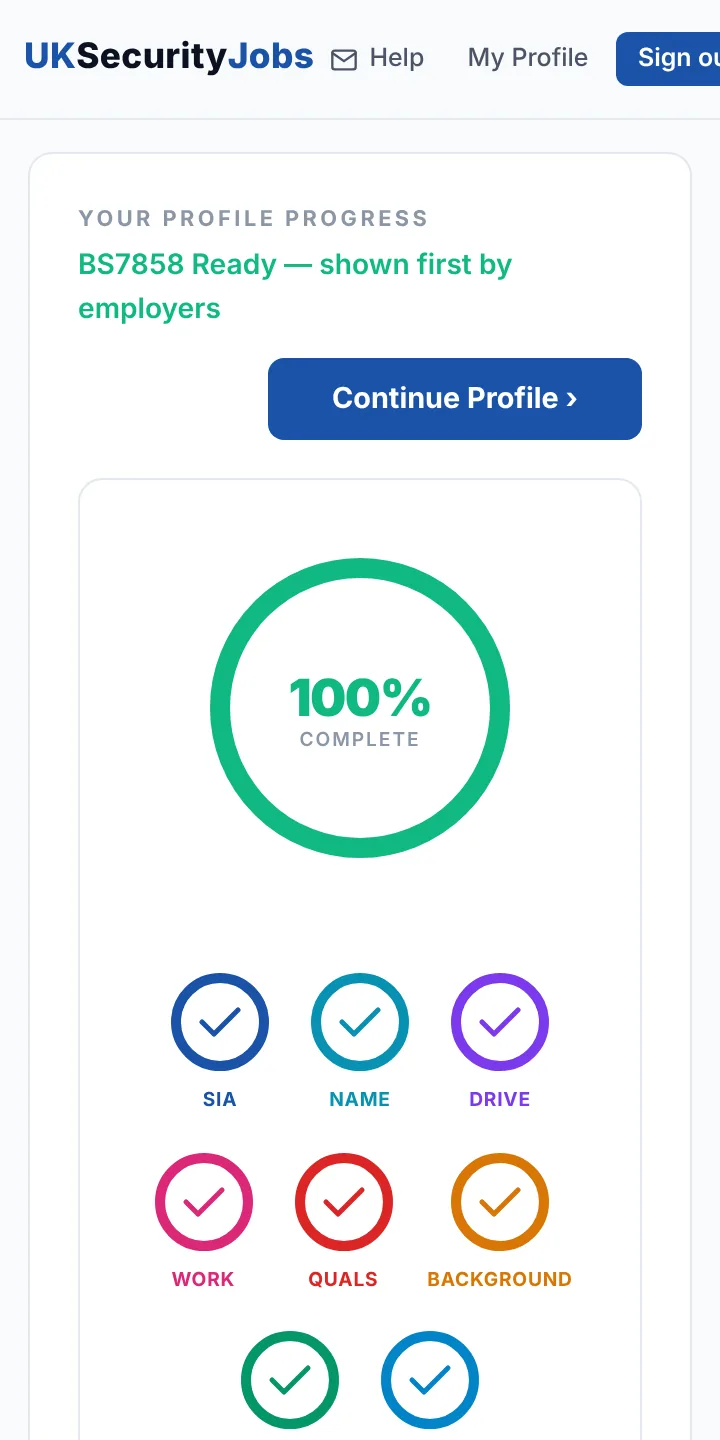 UKSecurityJobs Help My Profile Sign ou
YOUR PROFILE PROGRESS
BS7858 Ready — shown first by
employers
Continue Profile ›
100%
COMPLETE
SIA NAME DRIVE
WORK QUALS BACKGROUND